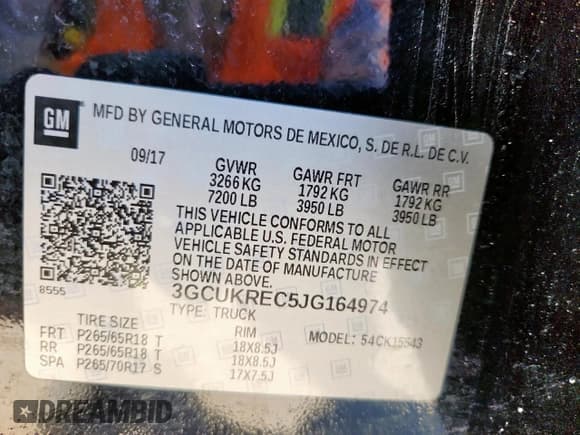 GM
MFD BY GENERAL MOTORS DE MEXICO, S. DE R.L. DE C.V.
09/17
GVWR GAWR FRT GAWR RR
3266 KG 1792 KG 1792 KG
7200 LB 3950 LB 3950 LB
THIS VEHICLE CONFORMS TO ALL
APPLICABLE U.S. FEDERAL MOTOR
VEHICLE SAFETY STANDARDS IN EFFECT
ON THE DATE OF MANUFACTURE
SHOWN ABOVE.
8555
3GCUKREC5JG164974
TYPE: TRUCK
MODEL: 54CK15543
TIRE SIZE RIM
FRT P265/65R18 T 18X8.5J
RR P265/65R18 T 18X8.5J
SPA P265/70R17 S 17X7.5J
DREAMBID